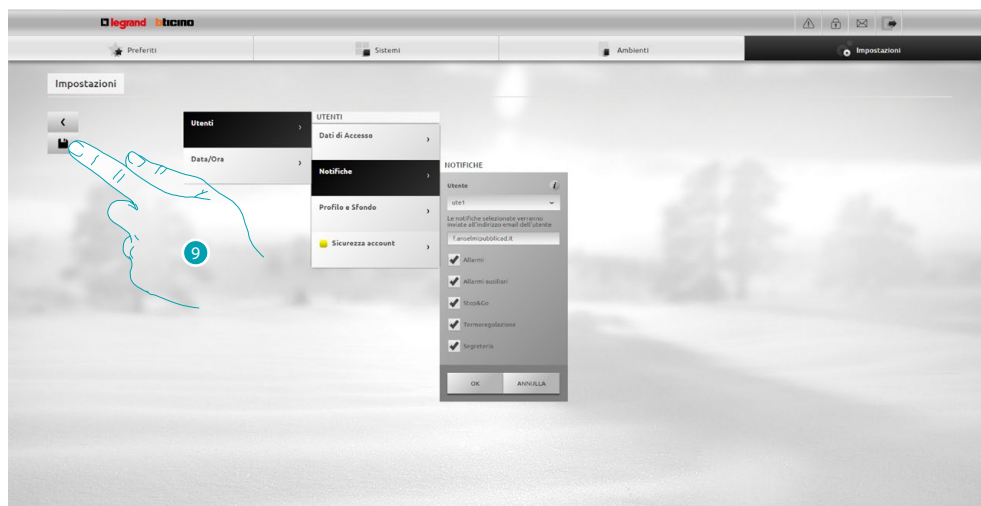 legrand bticino
Preferiti
Sistemi
Ambienti
Impostazioni
Impostazioni
Utenti
Data/Ora
UTENTI
Dati di Accesso
Notifiche
Profilo e Sfondo
Sicurezza account
NOTIFICHE
Utente
ute1
Le notifiche selezionate verranno
inviate all'indirizzo email dell'utente
f.anselmipubblicad.it
Allarmi
Allarmi ausiliari
Stop&Go
Termoregolazione
Segreteria
OK
ANNULLA
9